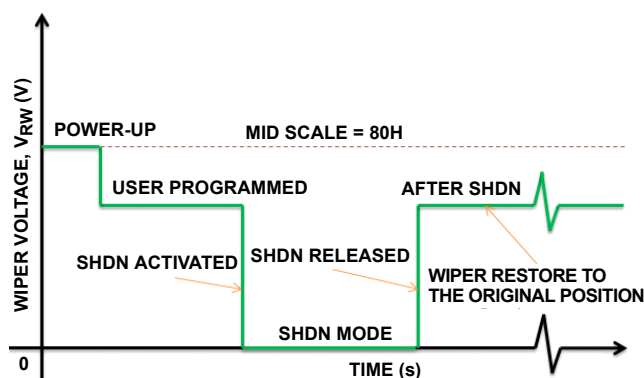 WIPER VOLTAGE, VRW (V)
POWER-UP
MID SCALE = 80H
USER PROGRAMMED
AFTER SHDN
SHDN ACTIVATED
SHDN RELEASED
WIPER RESTORE TO
THE ORIGINAL POSITION
SHDN MODE
0
TIME (s)